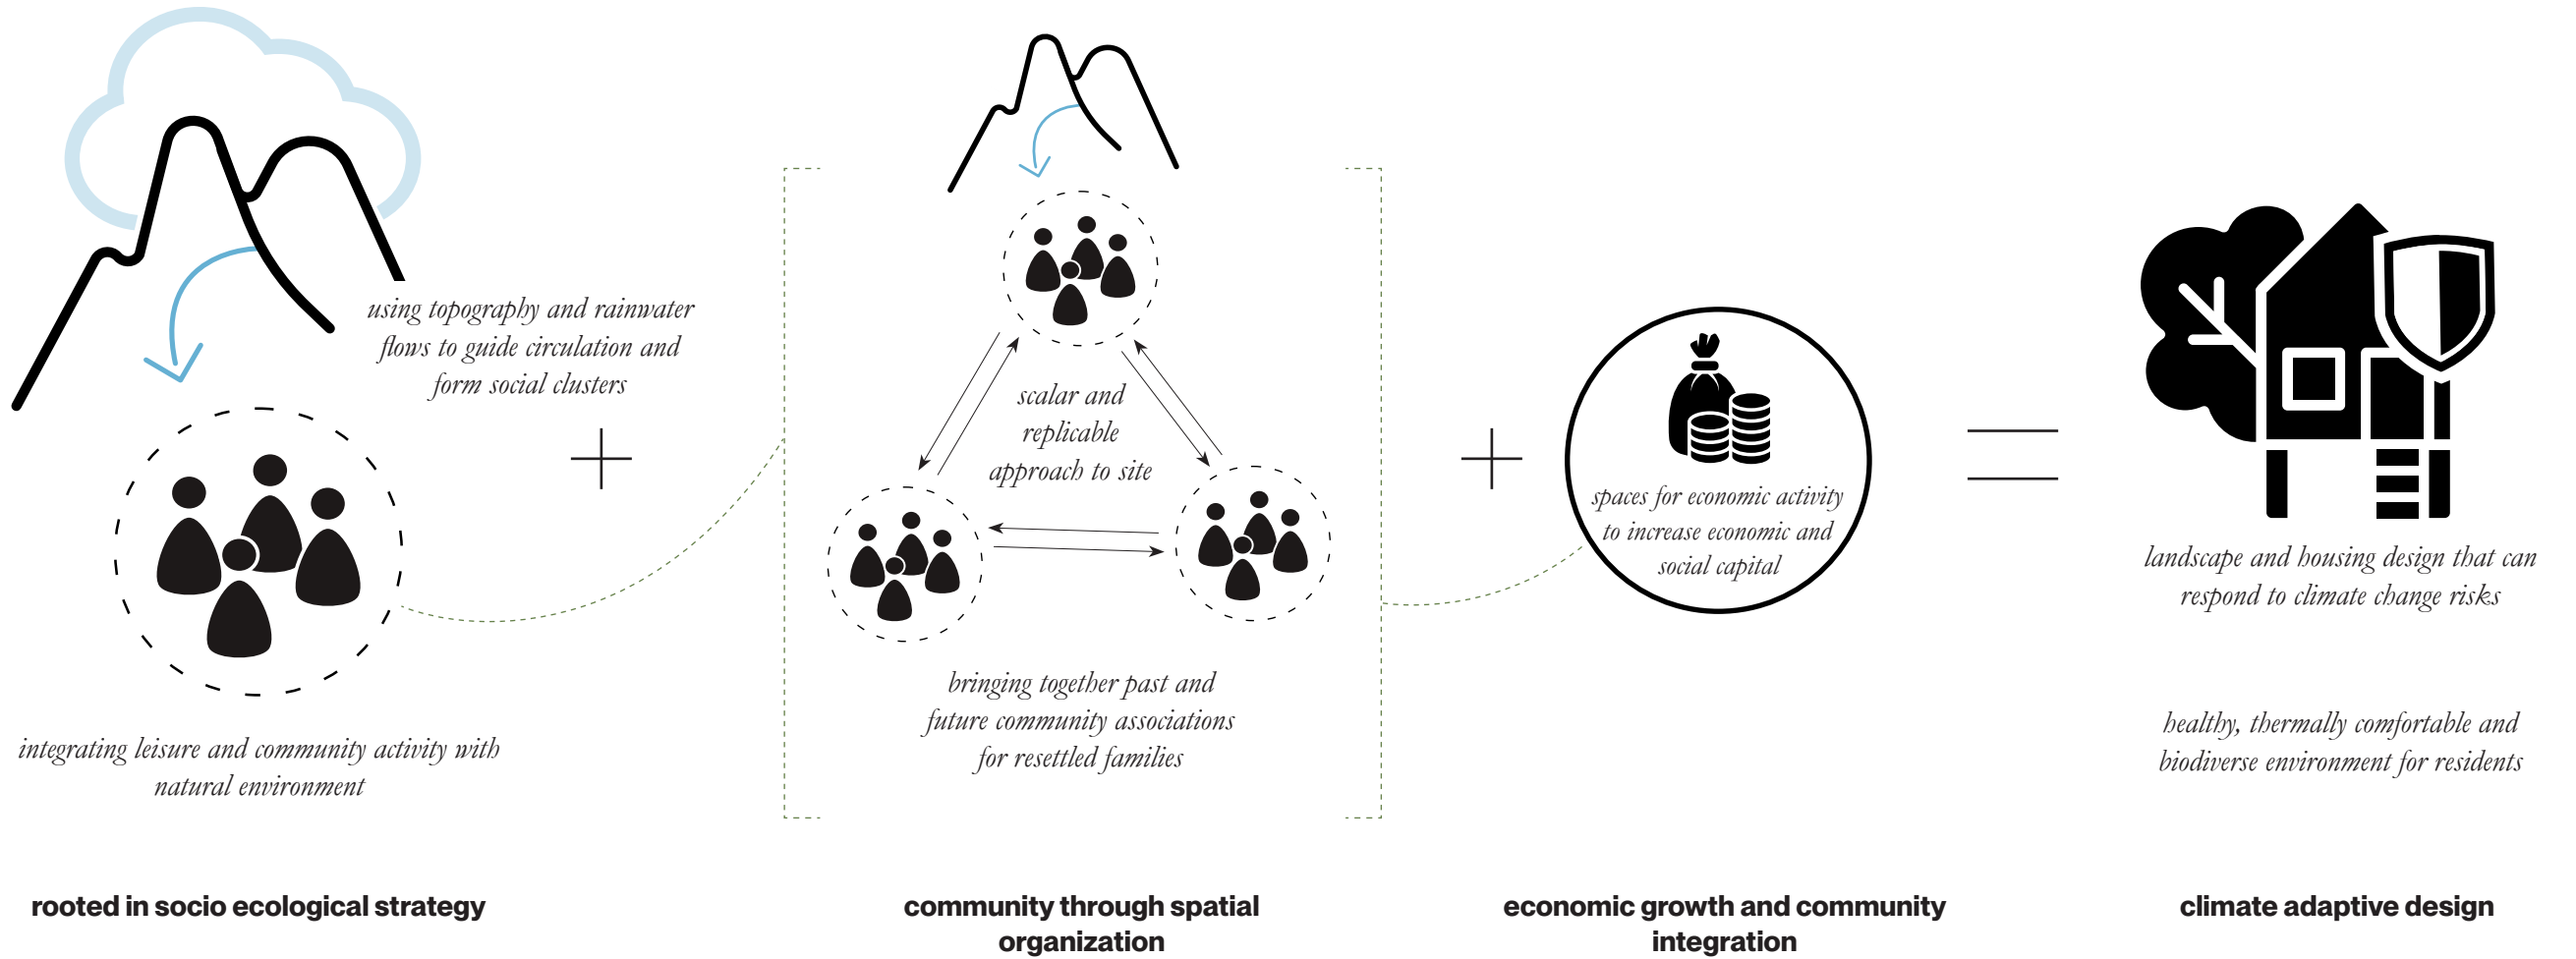 using topography and rainwater
flows to guide circulation and
form social clusters
integrating leisure and community activity with
natural environment
rooted in socio ecological strategy
scalar and
replicable
approach to site
bringing together past and
future community associations
for resettled families
community through spatial
organization
spaces for economic activity
to increase economic and
social capital
economic growth and community
integration
landscape and housing design that can
respond to climate change risks
healthy, thermally comfortable and
biodiverse environment for residents
climate adaptive design